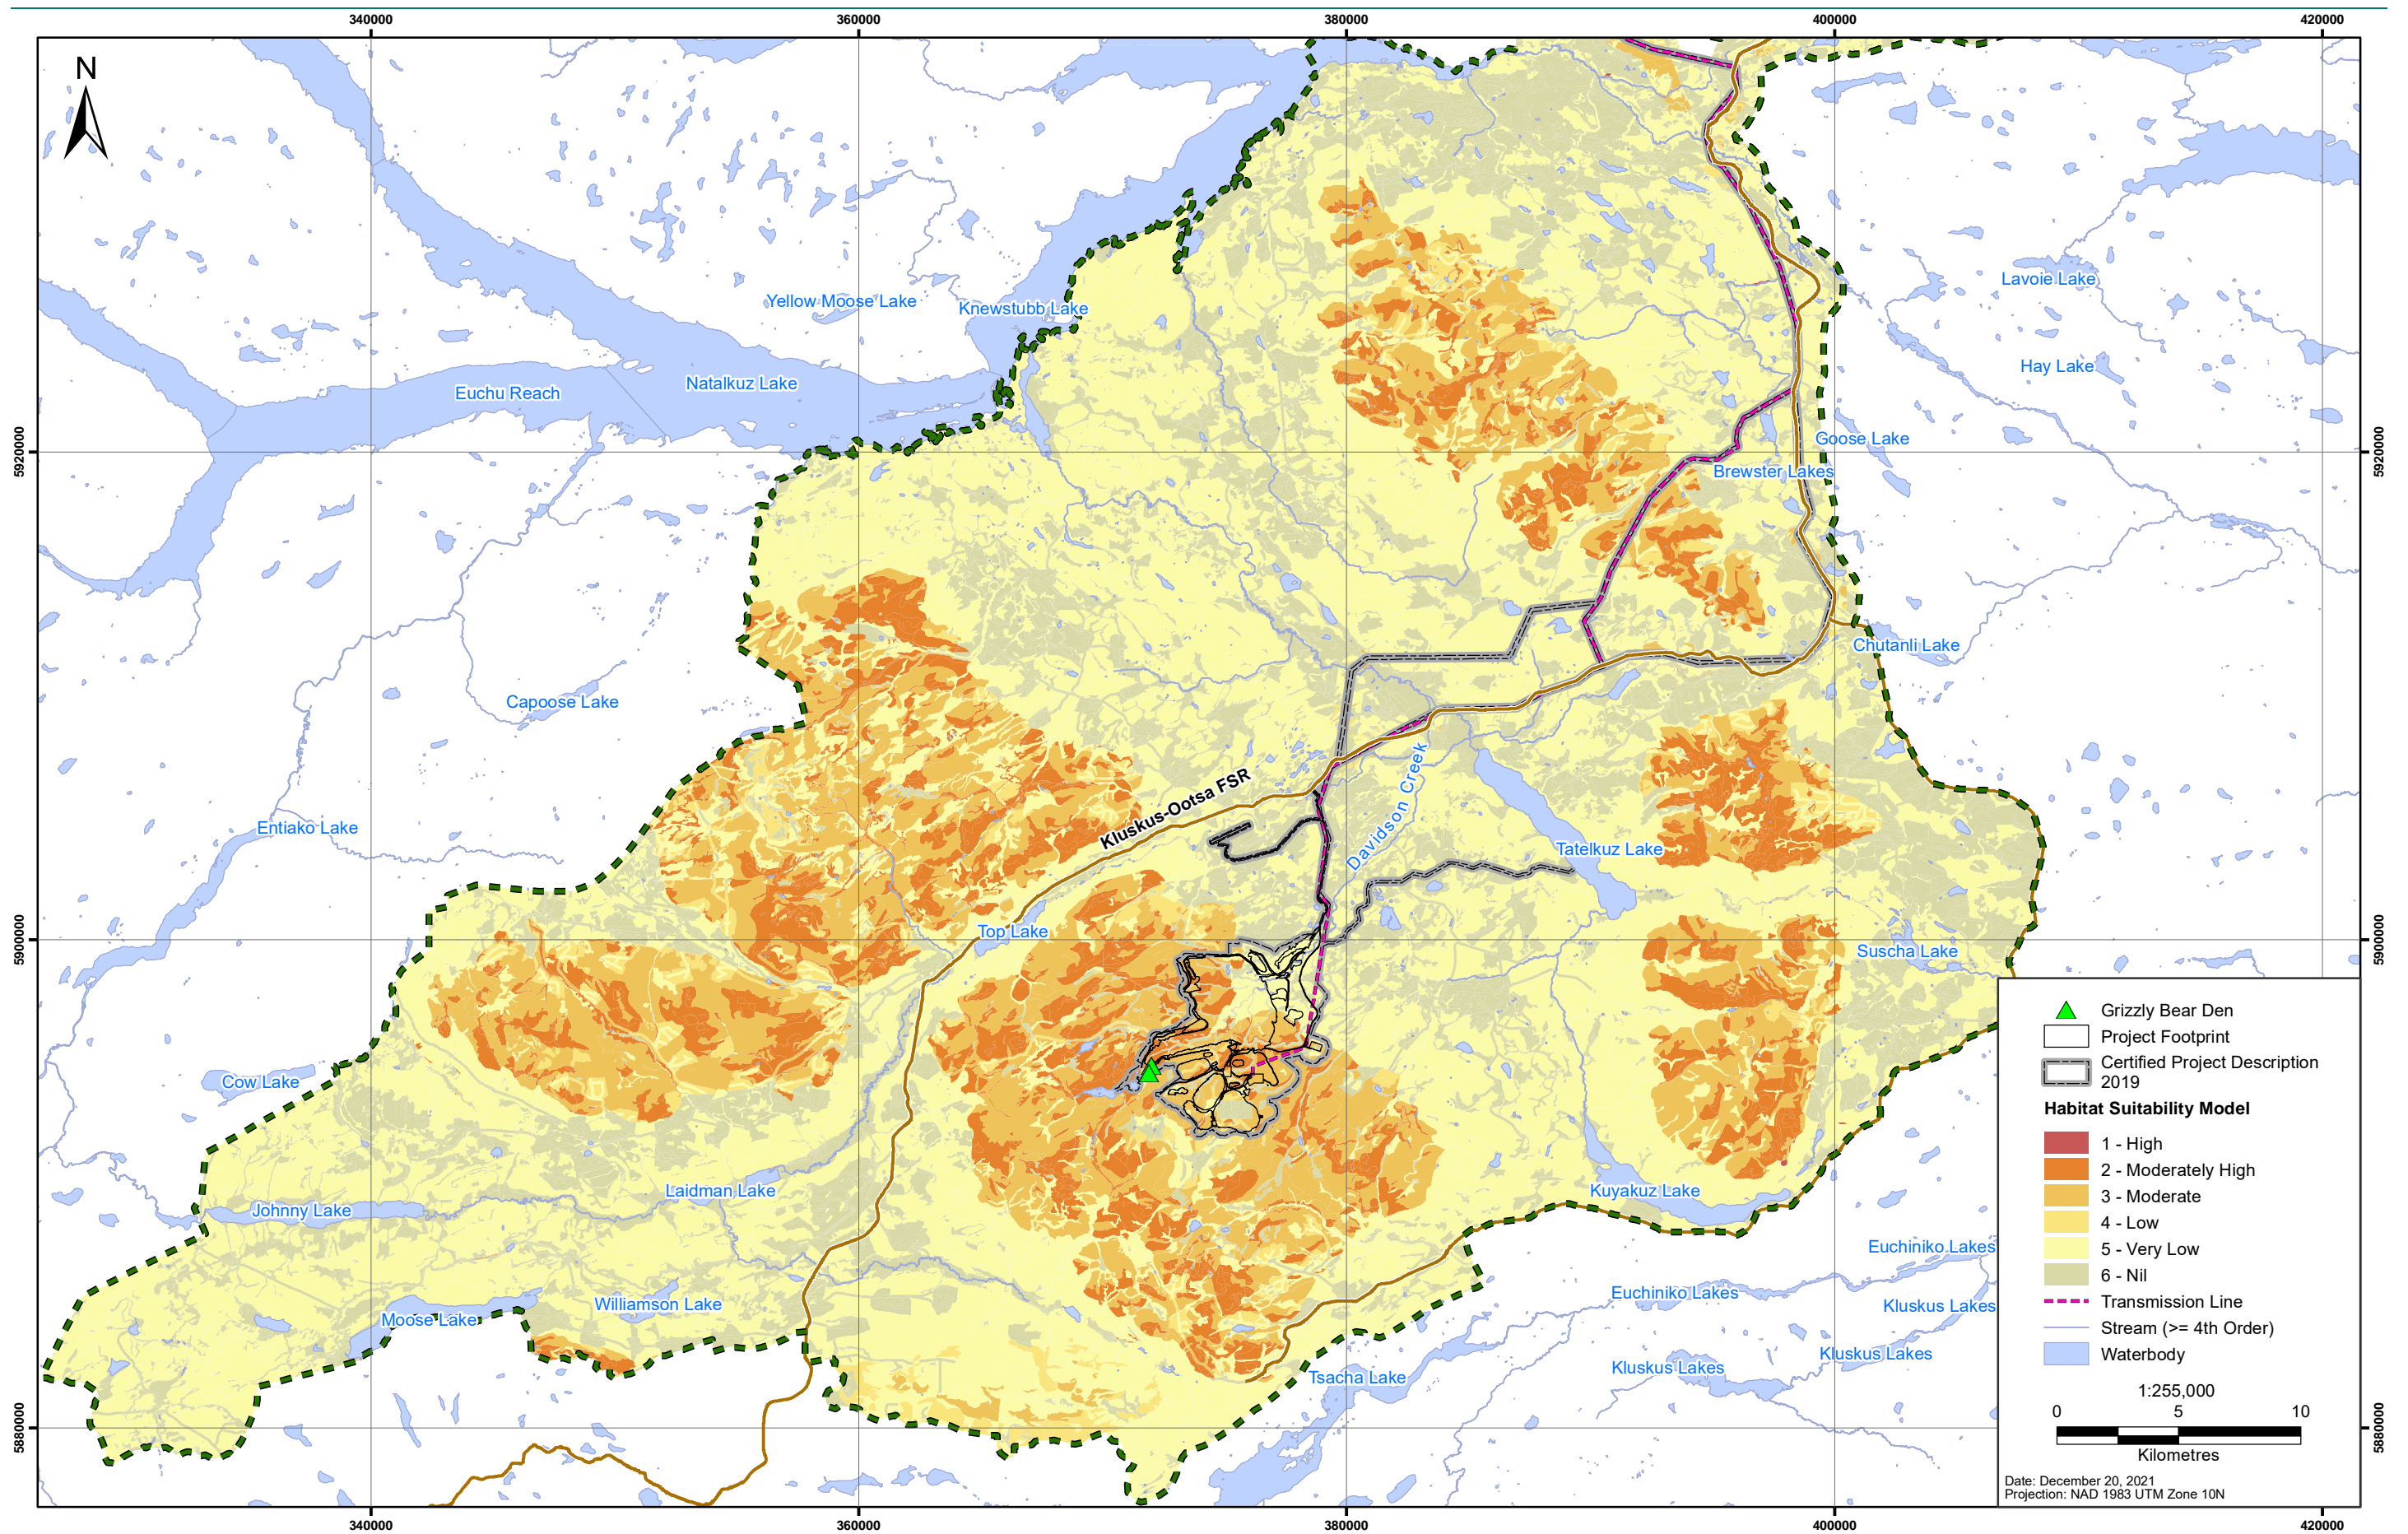 340000
360000
380000
400000
420000
N
Yellow Moose Lake
Knewstubb Lake
Lavoie Lake
Hay Lake
Euchu Reach
Natalkuz Lake
Goose Lake
5920000
5920000
Brewster Lakes
Chutanli Lake
Capoose Lake
Kluskus-Ootsa FSR
Davidson Creek
Entiako Lake
Tatelkuz Lake
Top Lake
5900000
5900000
Suscha Lake
Cow Lake
Laidman Lake
Kuyakuz Lake
Johnny Lake
Euchiniko Lakes
Euchiniko Lakes
Williamson Lake
Kluskus Lakes
Moose Lake
Kluskus Lakes
Kluskus Lakes
Tsacha Lake
5880000
5880000
Grizzly Bear Den
Project Footprint
Certified Project Description
2019
Habitat Suitability Model
1 - High
2 - Moderately High
3 - Moderate
4 - Low
5 - Very Low
6 - Nil
Transmission Line
Stream (>= 4th Order)
Waterbody
1:255,000
0 5 10
Kilometres
Date: December 20, 2021
Projection: NAD 1983 UTM Zone 10N
340000
360000
380000
400000
420000